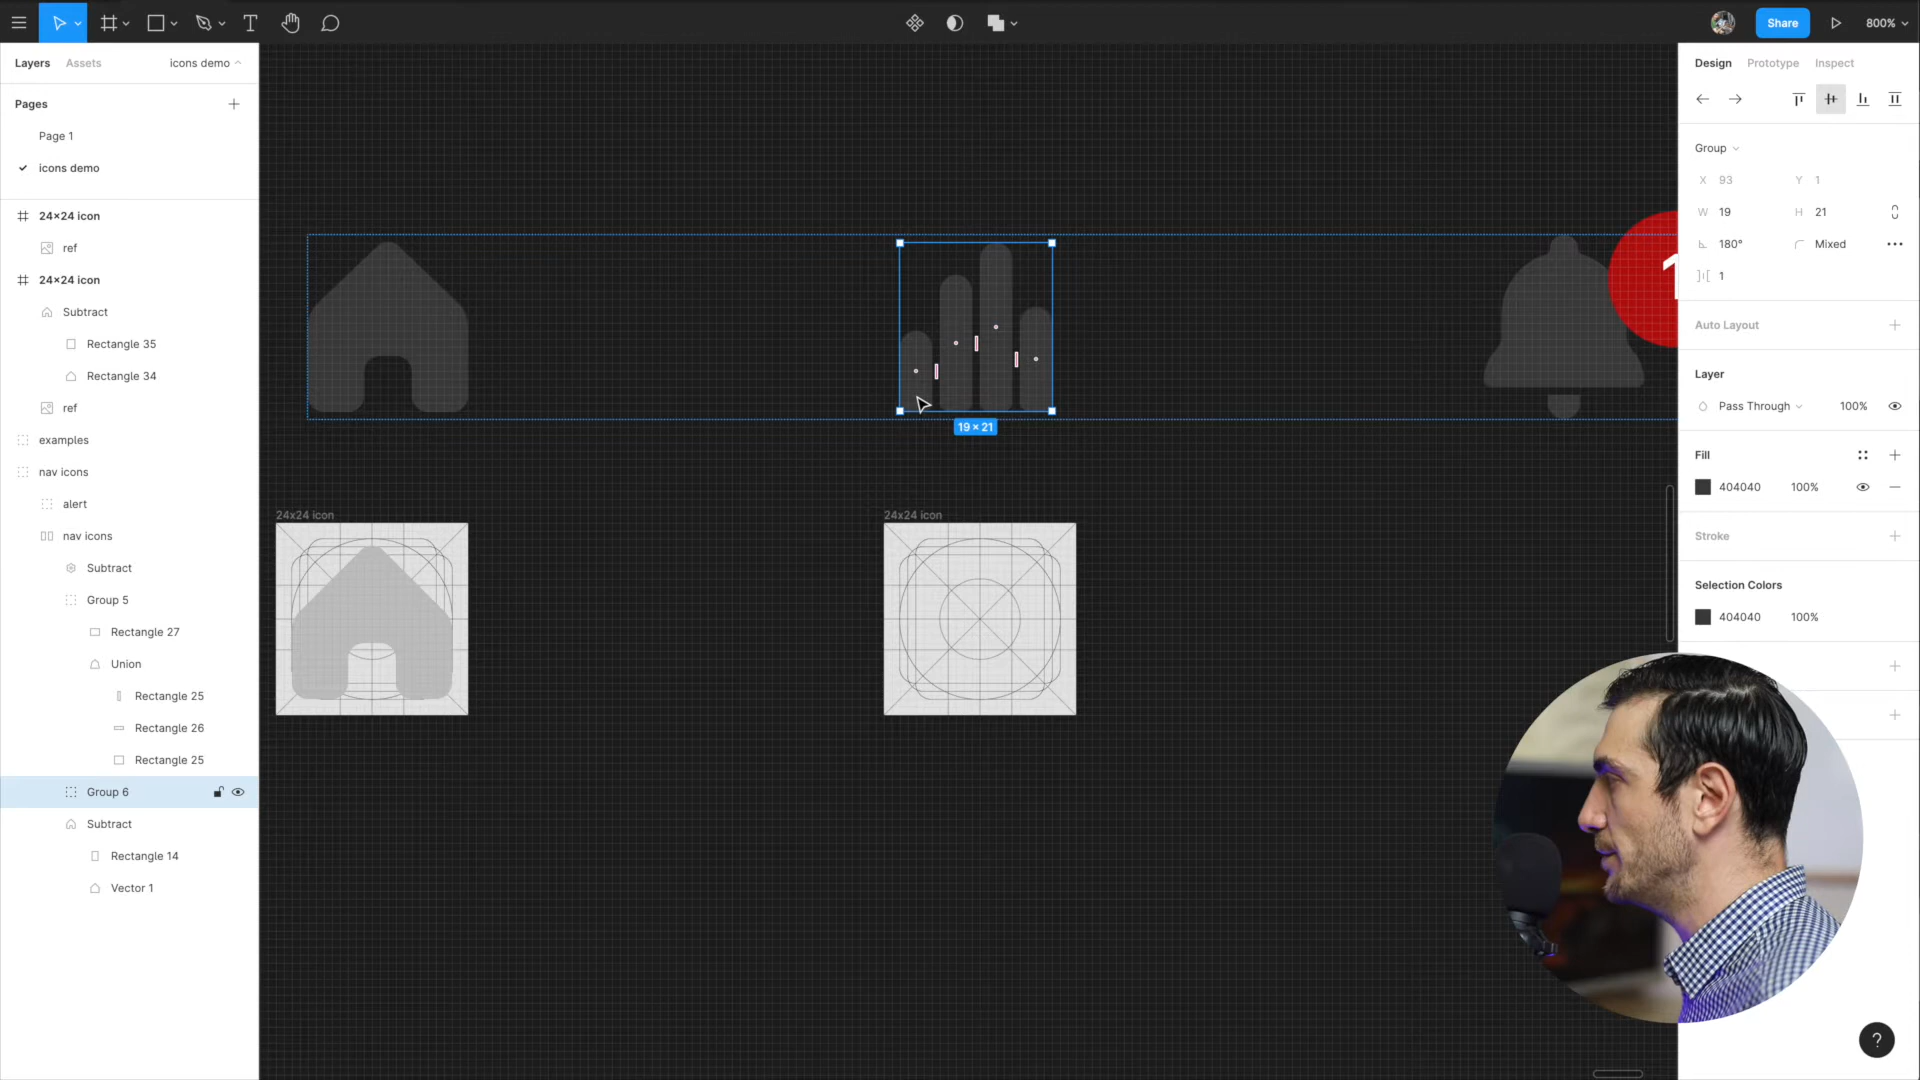 Share
800%
Layers
Assets
icons demo
Pages
Page 1
icons demo
24x24 icon
ref
24x24 icon
Subtract
Rectangle 35
Rectangle 34
ref
examples
nav icons
alert
nav icons
Subtract
Group 5
Rectangle 27
Union
Rectangle 25
Rectangle 26
Rectangle 25
Group 6
Subtract
Rectangle 14
Vector 1
19 × 21
24x24 icon
24x24 icon
1
Design
Prototype
Inspect
Group
X 93
Y 1
W 19
H 21
180°
Mixed
1
Auto Layout
Layer
Pass Through
100%
Fill
404040
100%
Stroke
Selection Colors
404040
100%
?